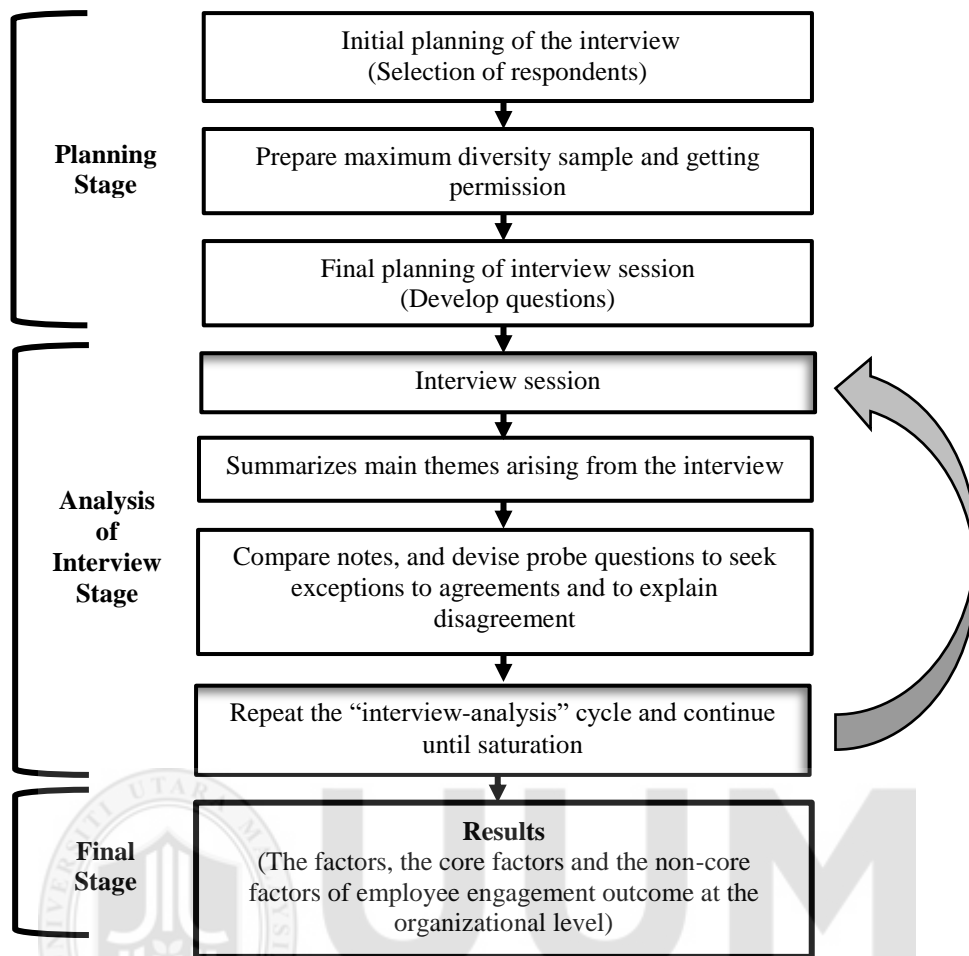 Initial planning of the interview
(Selection of respondents)
Planning
Stage
Prepare maximum diversity sample and getting
permission
Final planning of interview session
(Develop questions)
Interview session
Summarizes main themes arising from the interview
Analysis
of
Interview
Stage
Compare notes, and devise probe questions to seek
exceptions to agreements and to explain
disagreement
Repeat the “interview-analysis” cycle and continue
until saturation
Final
Stage
Results
(The factors, the core factors and the non-core
factors of employee engagement outcome at the
organizational level)
UUM